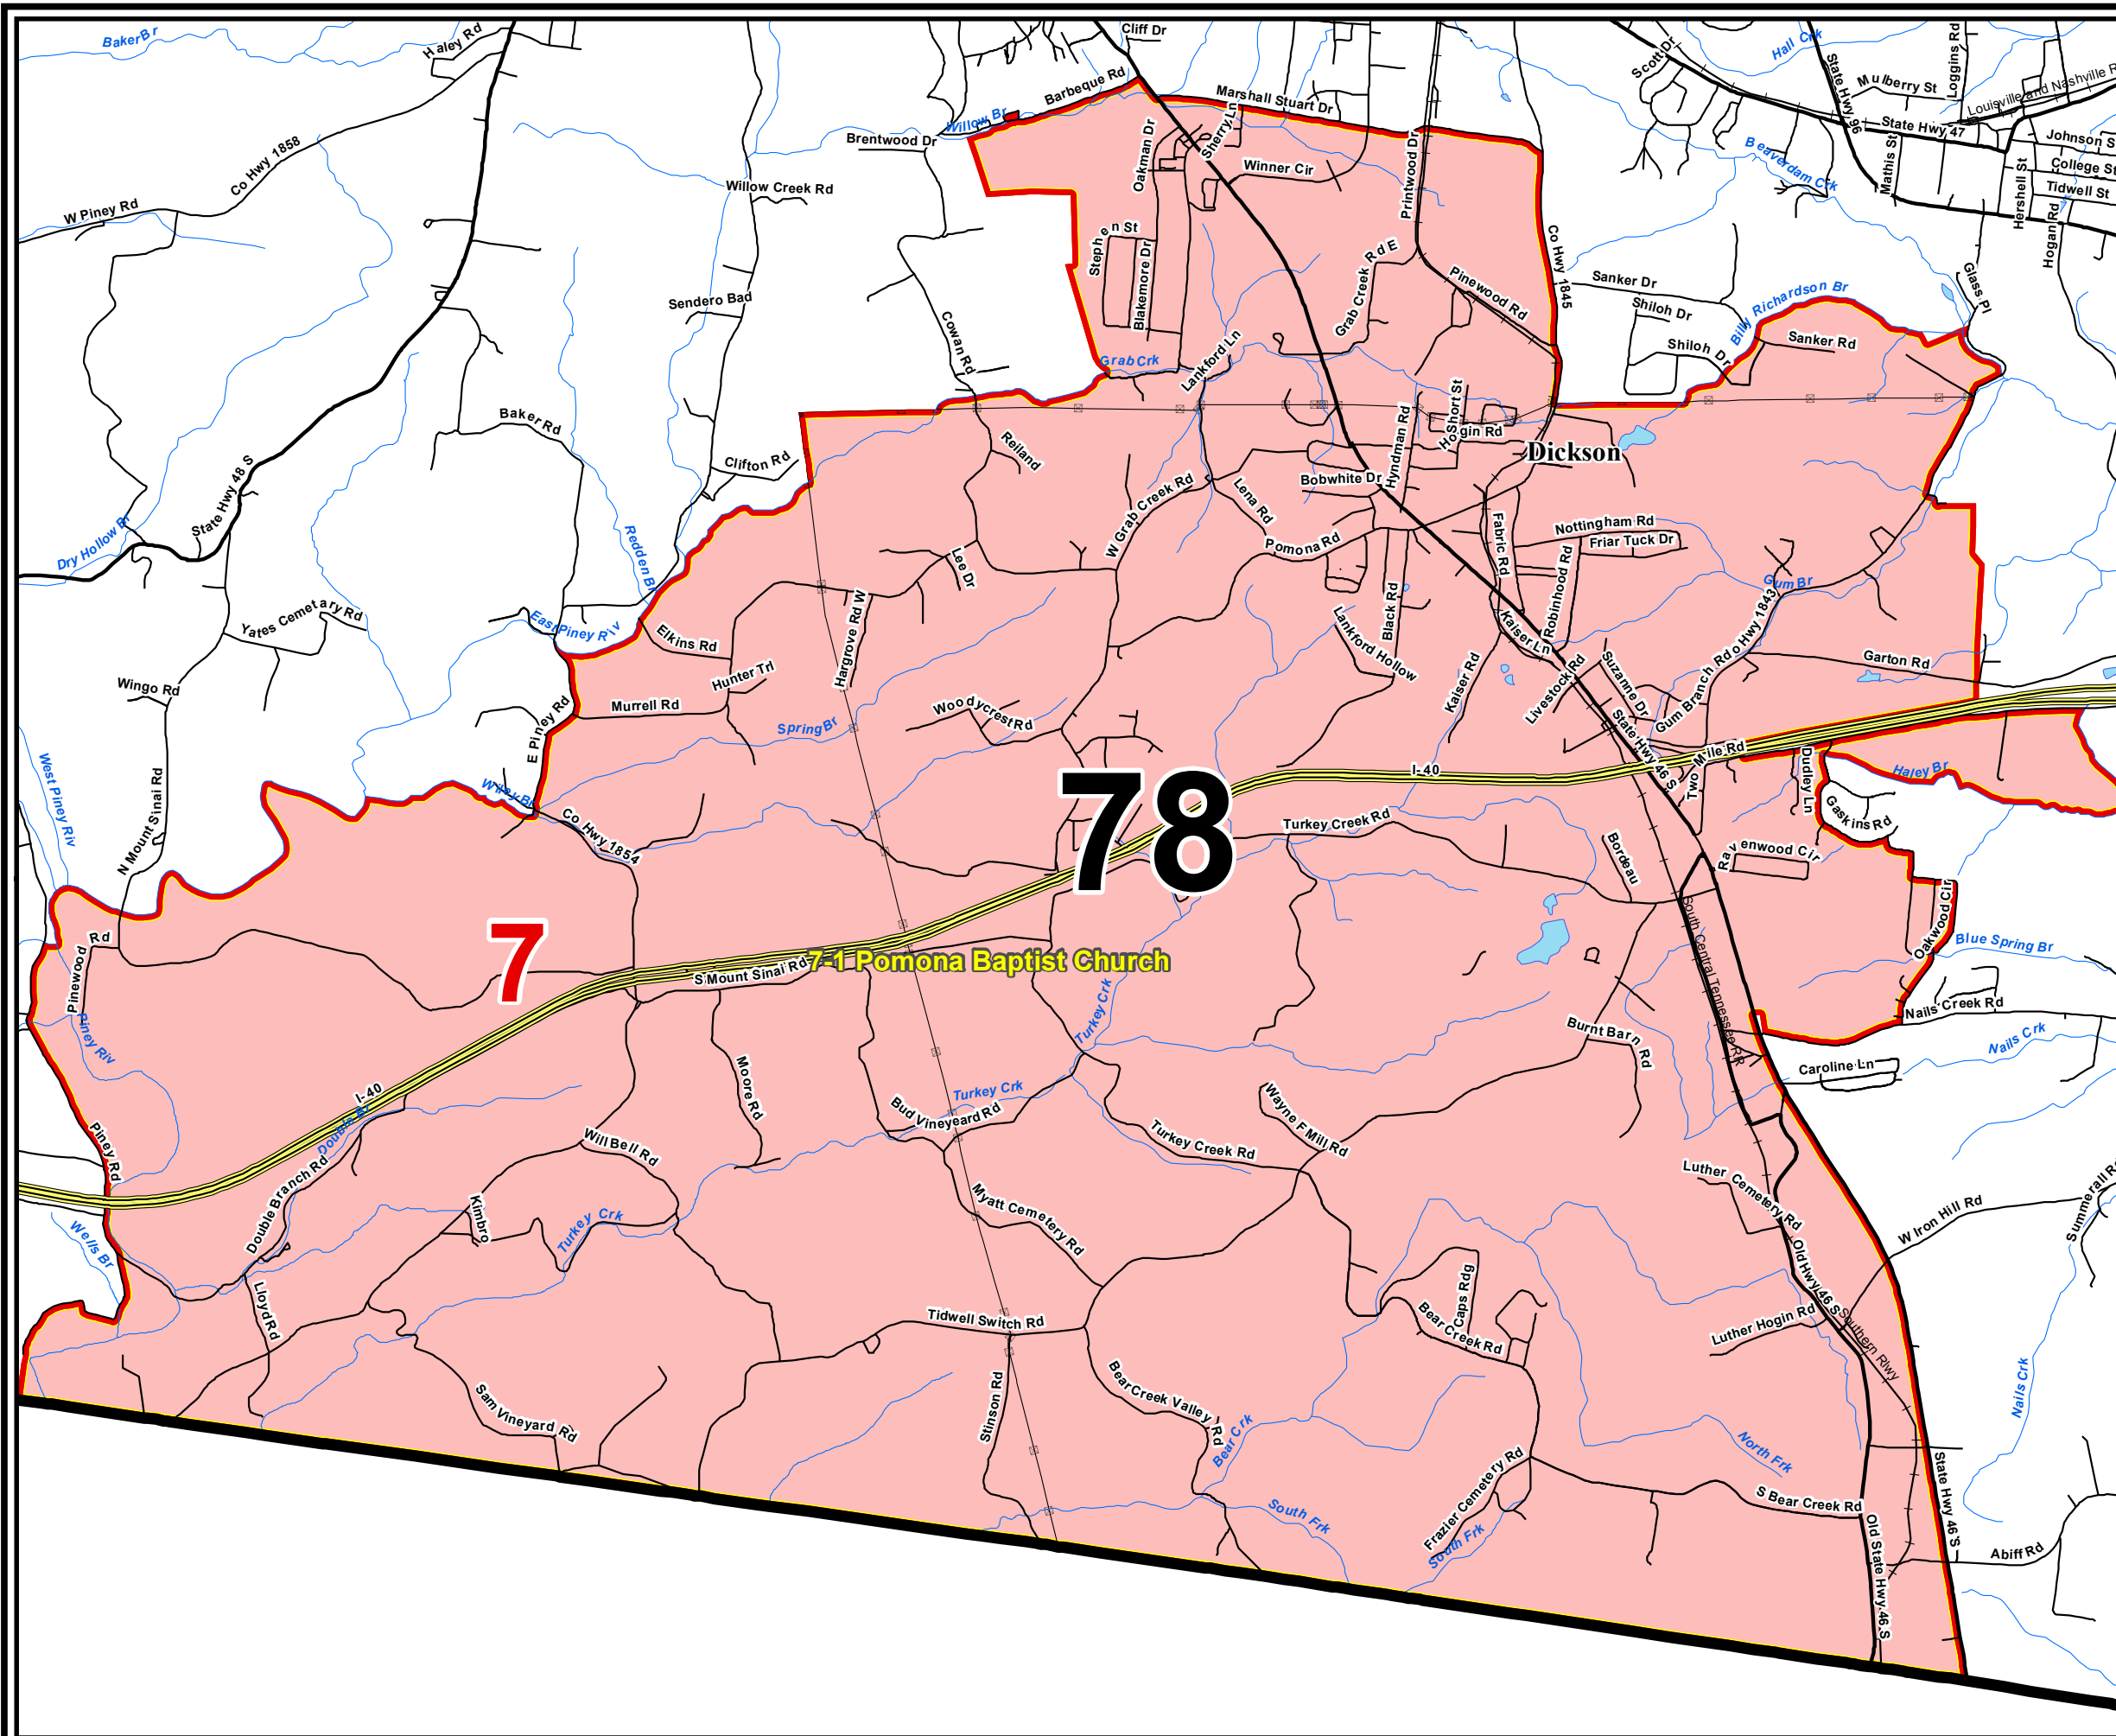 Baker Br
Haley Rd
Cliff Dr
Scott Dr
Hall Crk
Loggins Rd
State Hwy 96
Mulberry St
Louisville and Nashville R
Barbeque Rd
Marshall Stuart Dr
State Hwy 47
Johnson S
Willow Br
Brentwood Dr
Oakman Dr
Sherry Ln
Winner Cir
Printwood Dr
Beaverdam Crk
Mathis St
College St
Tidwell St
Hershell St
Hogan Rd
Co Hwy 1858
W Piney Rd
Willow Creek Rd
Stephen St
Blakemore Dr
Grab Creek Rd E
Pinewood Rd
Co Hwy 1845
Sanker Dr
Shiloh Dr
Billy Richardson Br
Glass Pl
Sendero Bad
Cowan Rd
Grab Crk
Lankford Ln
Shiloh Dr
Sanker Rd
Baker Rd
Reiland
Clifton Rd
Hyndman Rd
Short St
Hogin Rd
Dickson
State Hwy 48 S
Dry Hollow Br
Redden Br
W Grab Creek Rd
Lena Rd
Bobwhite Dr
Pomona Rd
Fabric Rd
Nottingham Rd
Friar Tuck Dr
Robinhood Rd
Gum Br
Lee Dr
Yates Cemetary Rd
East Piney Riv
Elkins Rd
Hargrove Rd W
Black Rd
Lankford Hollow
Kaiser Ln
Kaiser Rd
Livestock Rd
Suzanne Dr
Gum Branch Rd
o Hwy 1843
Garton Rd
Wingo Rd
Hunter Trl
Murrell Rd
Woodycrest Rd
Spring Br
E Piney Rd
State Hwy 46 S
Two Mile Rd
Dudley Ln
Haley Br
West Piney Riv
N Mount Sinai Rd
Wiley Br
Co Hwy 1854
I-40
78
Turkey Creek Rd
Gaskins Rd
Bordeau
Ravenwood Cir
Oakwood Cir
7
7-1 Pomona Baptist Church
S Mount Sinai Rd
Pinewood Rd
Piney Riv
South Central Tennessee RR
Blue Spring Br
Nails Creek Rd
Nails Crk
Turkey Crk
Burnt Barn Rd
Caroline Ln
I-40
Double Br
Moore Rd
Turkey Crk
Bud Vineyeard Rd
Wayne F Mill Rd
Turkey Creek Rd
Piney Rd
Will Bell Rd
Double Branch Rd
Kimbro
Turkey Crk
Myatt Cemetery Rd
Luther Cemetery Rd
W Iron Hill Rd
Summerall Rd
Wells Br
Lloyd Rd
Old Hwy 46 S
Caps Rdg
Bear Creek Rd
Luther Hogin Rd
Southern Rlwy
Tidwell Switch Rd
Stinson Rd
Bear Creek Valley Rd
Bear Crk
Sam Vineyard Rd
Nails Crk
North Frk
Frazier Cemetery Rd
South Frk
South Frk
S Bear Creek Rd
State Hwy 46 S
Old State Hwy 46 S
Abiff Rd